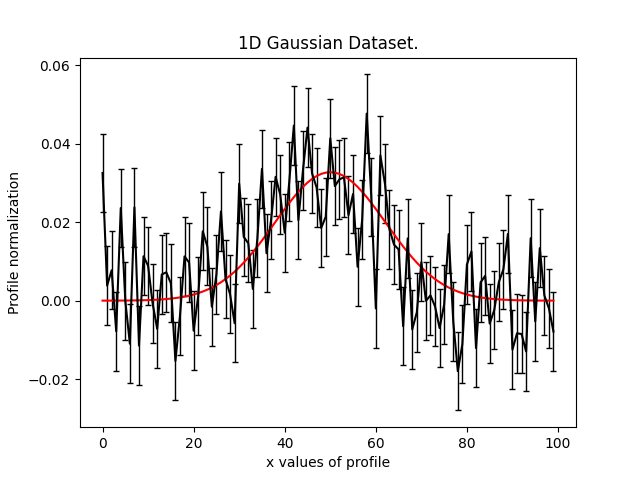 1D Gaussian Dataset.
Profile normalization
0.06
0.04
0.02
0.00
−0.02
0 20 40 60 80 100
x values of profile